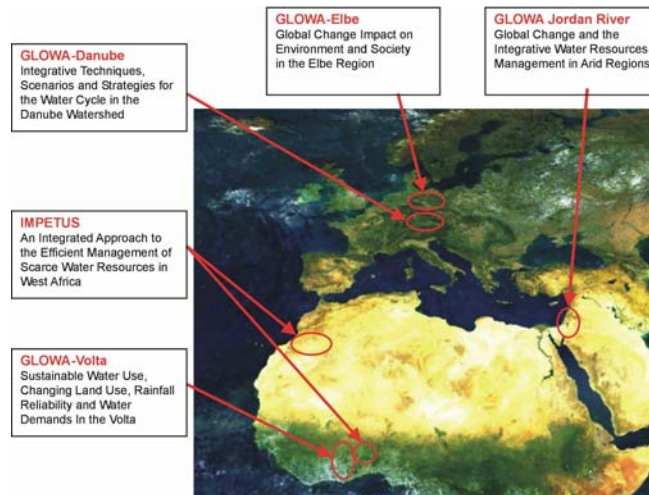 GLOWA-Danube
Integrative Techniques,
Scenarios and Strategies for
the Water Cycle in the
Danube Watershed
GLOWA-Elbe
Global Change Impact on
Environment and Society
in the Elbe Region
GLOWA Jordan River
Global Change and the
Integrative Water Resources
Management in Arid Regions
IMPETUS
An Integrated Approach to
the Efficient Management of
Scarce Water Resources in
West Africa
GLOWA-Volta
Sustainable Water Use,
Changing Land Use, Rainfall
Reliability and Water
Demands In the Volta